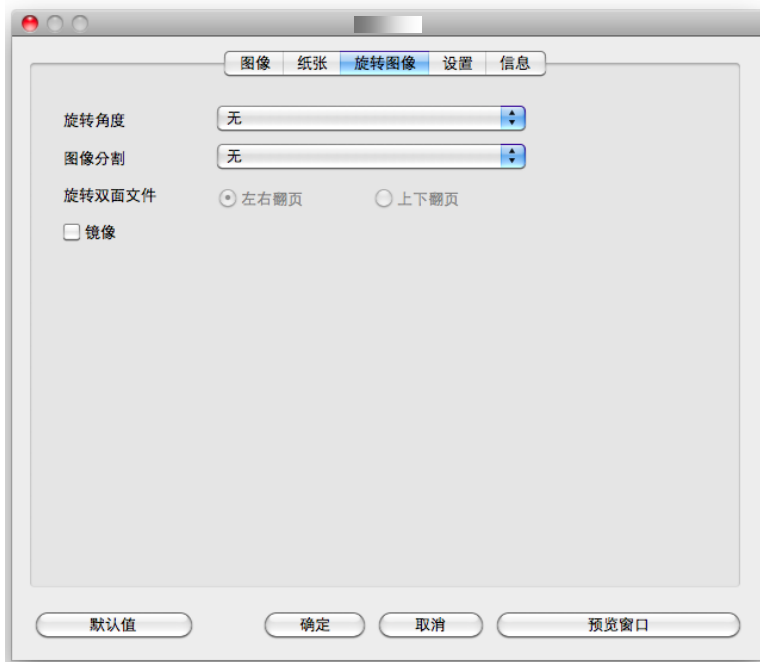 图像 纸张 旋转图像 设置 信息
旋转角度 无
图像分割 无
旋转双面文件 左右翻页 上下翻页
镜像
默认值 确定 取消 预览窗口